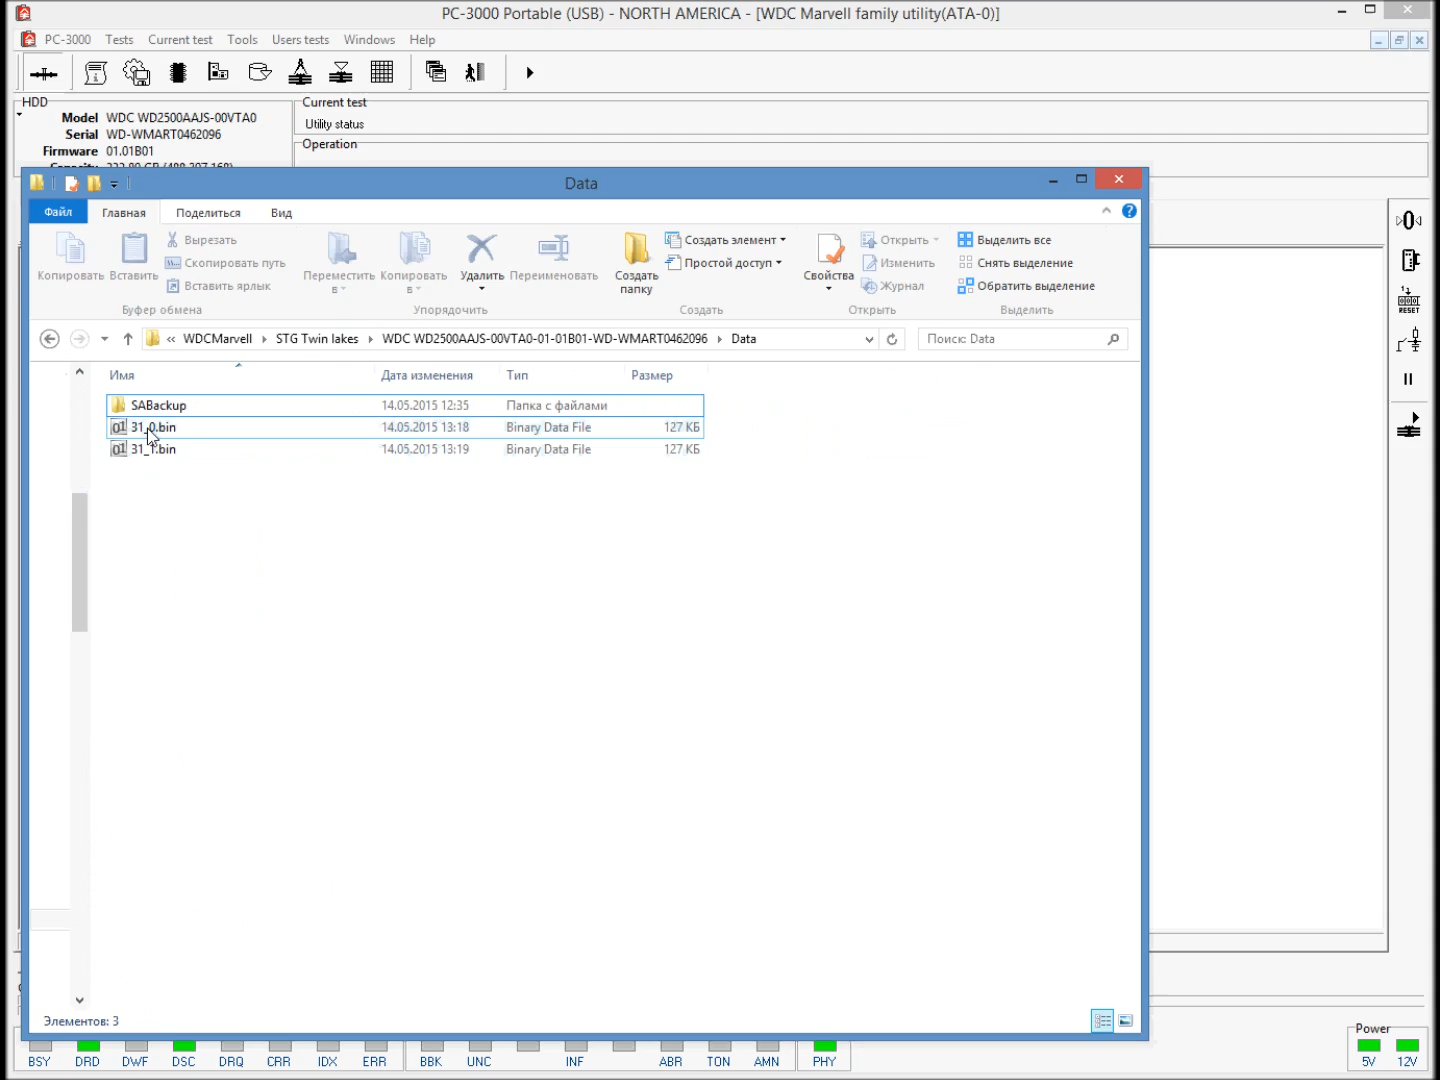 PC-3000 Portable (USB) - NORTH AMERICA - [WDC Marvell family utility(ATA-0)]
PC-3000 Tests Current test Tools Users tests Windows Help
HDD
Model WDC WD2500AAJS-00VTA0
Serial WD-WMART0462096
Firmware 01.01B01
Current test
Utility status
Operation
Data
Файл Главная Поделиться Вид
Копировать
Вставить
Вырезать
Скопировать путь
Вставить ярлык
Буфер обмена
Переместить в
Копировать в
Удалить
Переименовать
Упорядочить
Создать папку
Создать элемент
Простой доступ
Создать
Свойства
Открыть
Изменить
Журнал
Открыть
Выделить все
Снять выделение
Обратить выделение
Выделить
« WDCMarvell STG Twin lakes WDC WD2500AAJS-00VTA0-01-01B01-WD-WMART0462096 Data
Поиск: Data
Имя Дата изменения Тип Размер
SABackup 14.05.2015 12:35 Папка с файлами
31_0.bin 14.05.2015 13:18 Binary Data File 127 КБ
31_1.bin 14.05.2015 13:19 Binary Data File 127 КБ
Элементов: 3
RESET
BSY DRD DWF DSC DRQ CRR IDX ERR BBK UNC INF ABR TON AMN PHY
Power
5V 12V